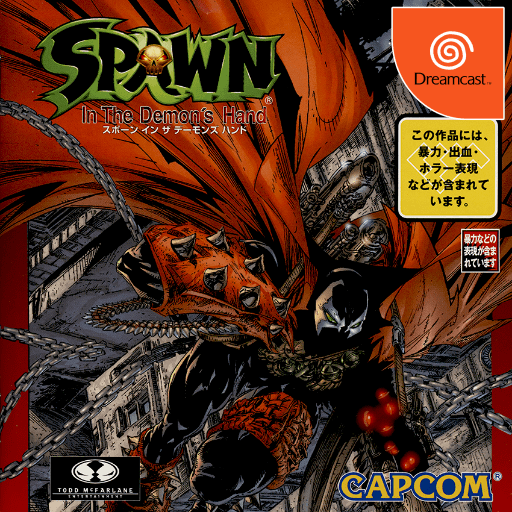 SPAWN
In The Demon's Hand®
スポーン イン ザ デーモンズ ハンド
Dreamcast™
この作品には、
暴力・出血・
ホラー表現
などが含まれて
います。
暴力などの
表現が含ま
れています
TODD McFARLANE
ENTERTAINMENT
CAPCOM®